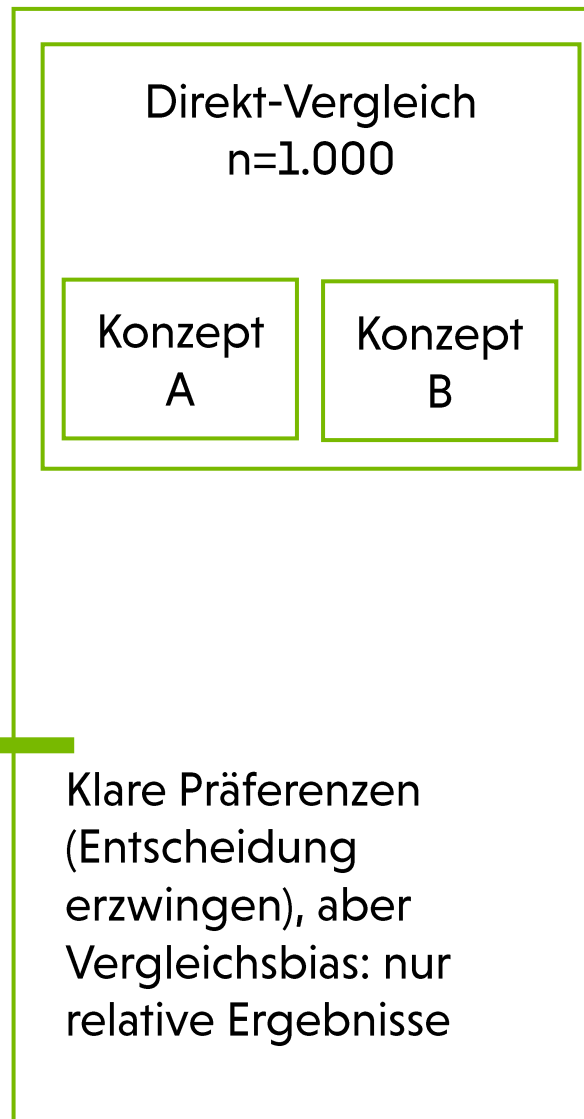 Direkt-Vergleich
n=1.000
Konzept
A
Konzept
B
Klare Präferenzen
(Entscheidung
erzwingen), aber
Vergleichsbias: nur
relative Ergebnisse